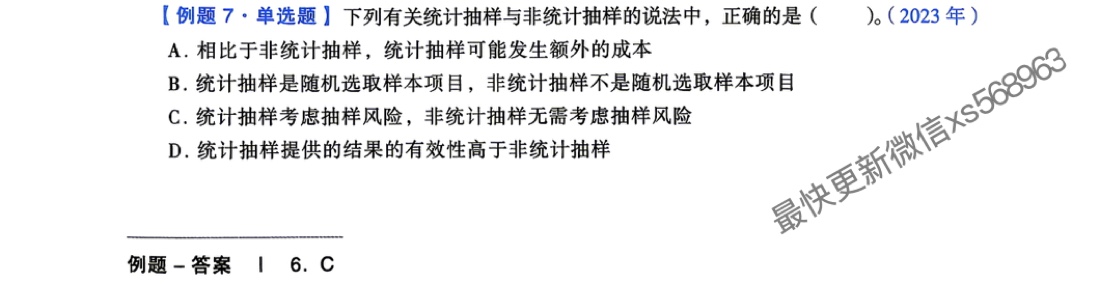 【例题 7·单选题】下列有关统计抽样与非统计抽样的说法中，正确的是（　　）。（2023 年）
A. 相比于非统计抽样，统计抽样可能发生额外的成本
B. 统计抽样是随机选取样本项目，非统计抽样不是随机选取样本项目
C. 统计抽样考虑抽样风险，非统计抽样无需考虑抽样风险
D. 统计抽样提供的结果的有效性高于非统计抽样
最快更新微信xs568963
例题 – 答案 | 6. C